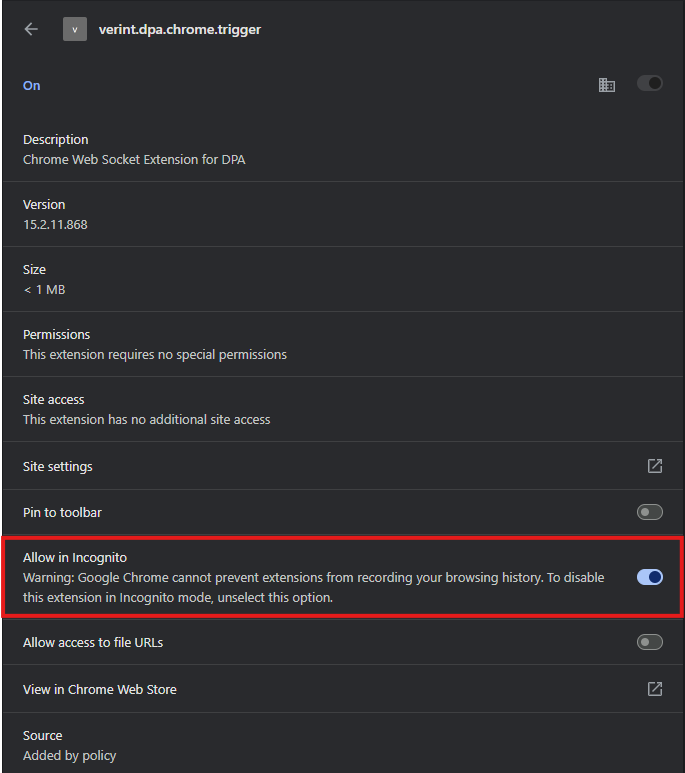 v verint.dpa.chrome.trigger
On
Description
Chrome Web Socket Extension for DPA
Version
15.2.11.868
Size
< 1 MB
Permissions
This extension requires no special permissions
Site access
This extension has no additional site access
Site settings
Pin to toolbar
Allow in Incognito
Warning: Google Chrome cannot prevent extensions from recording your browsing history. To disable
this extension in Incognito mode, unselect this option.
Allow access to file URLs
View in Chrome Web Store
Source
Added by policy